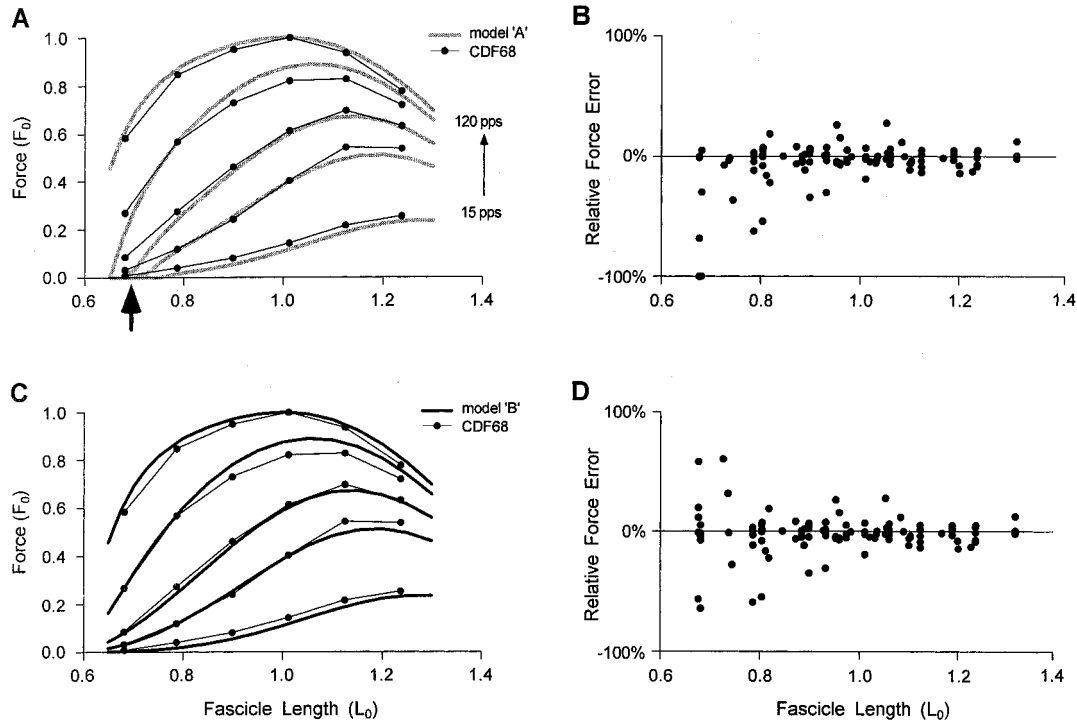 A
1.0
0.8
0.6
0.4
0.2
0.0
Force (F₀)
0.6 0.8 1.0 1.2 1.4
model 'A'
CDF68
120 pps
15 pps
B
100%
0%
-100%
Relative Force Error
0.6 0.8 1.0 1.2 1.4
C
1.0
0.8
0.6
0.4
0.2
0.0
Force (F₀)
0.6 0.8 1.0 1.2 1.4
Fascicle Length (L₀)
model 'B'
CDF68
D
100%
0%
-100%
Relative Force Error
0.6 0.8 1.0 1.2 1.4
Fascicle Length (L₀)